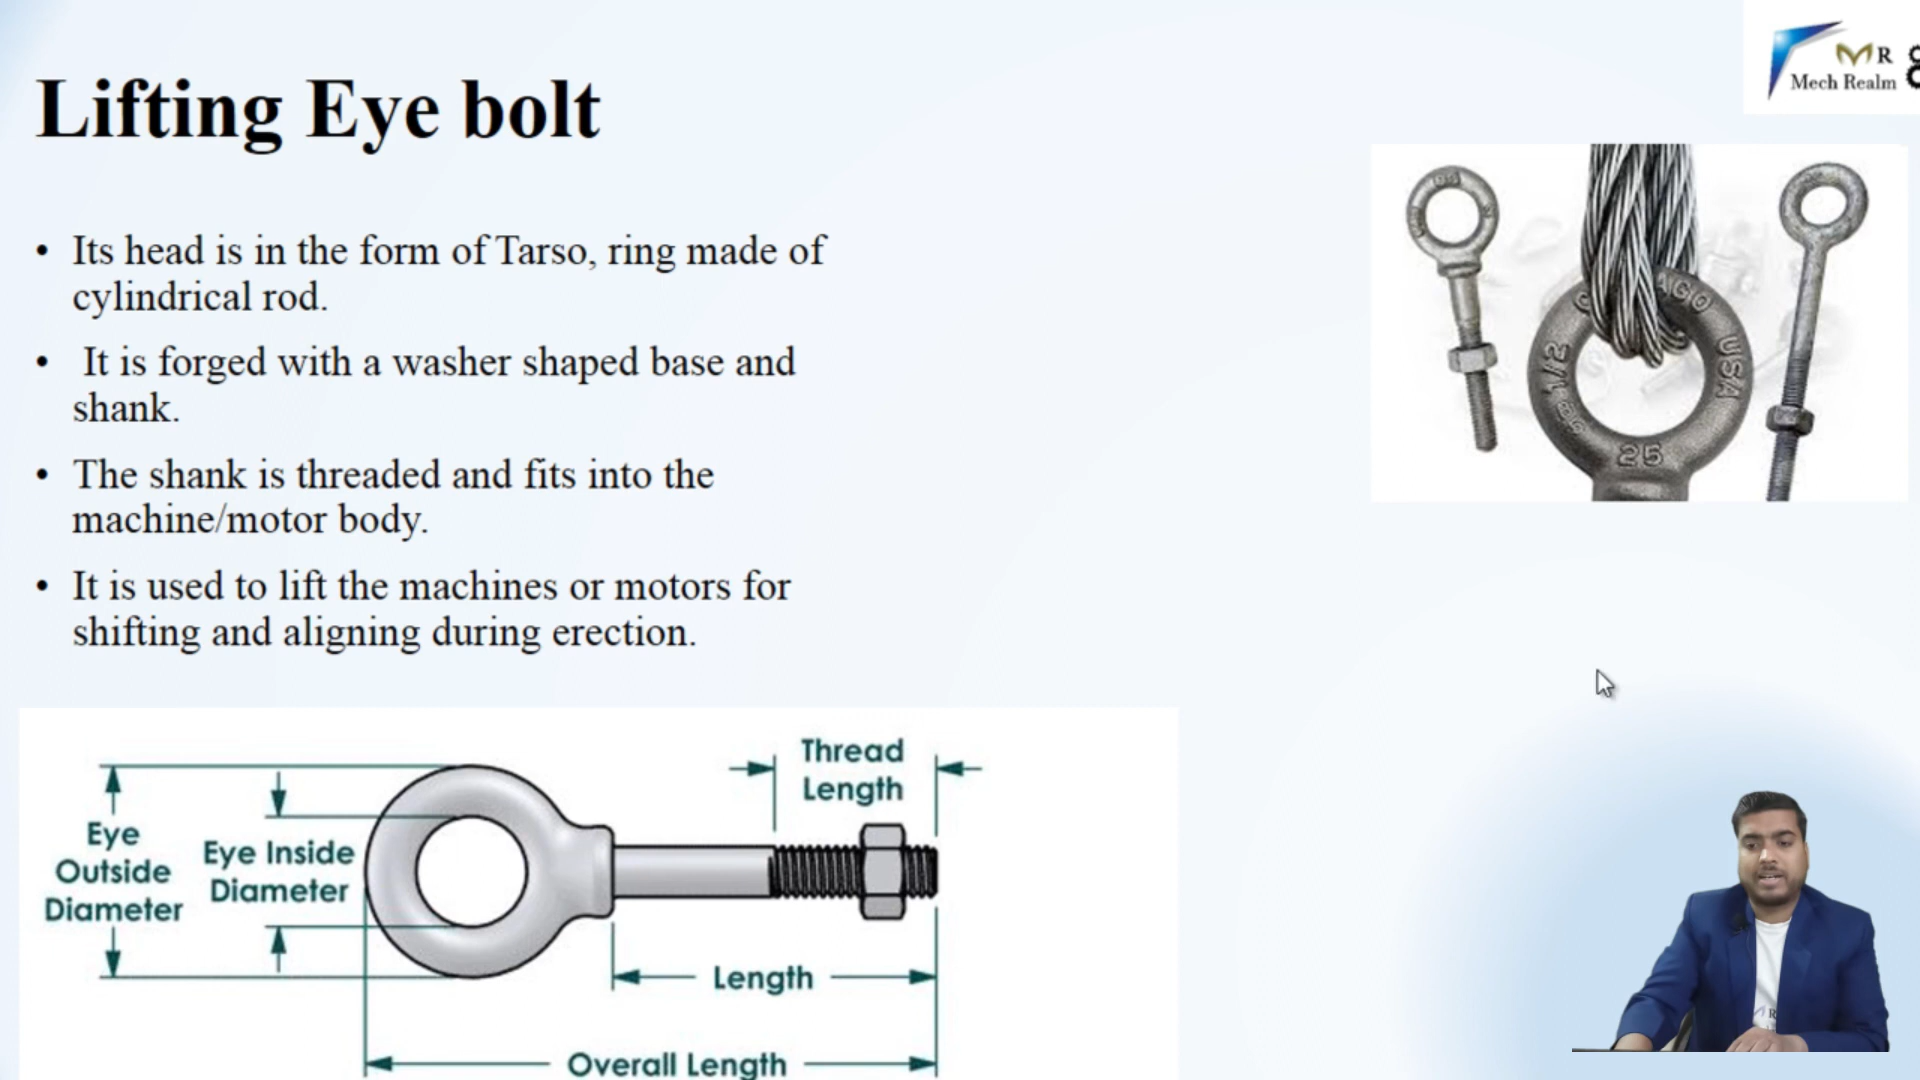 M R
Mech Realm
Lifting Eye bolt
• Its head is in the form of Tarso, ring made of
cylindrical rod.
• It is forged with a washer shaped base and
shank.
• The shank is threaded and fits into the
machine/motor body.
• It is used to lift the machines or motors for
shifting and aligning during erection.
AGO
USA
1/2
25
Thread
Length
Eye
Outside
Diameter
Eye Inside
Diameter
Length
Overall Length